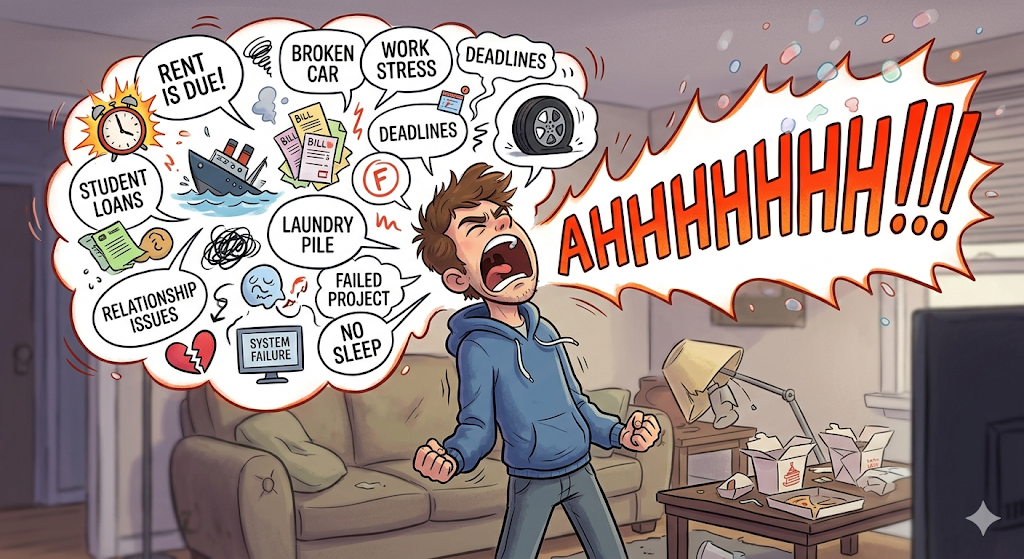 RENT
IS DUE!
BROKEN
CAR
WORK
STRESS
DEADLINES
DEADLINES
BILL
BILL
BILL
F
STUDENT
LOANS
LAUNDRY
PILE
RELATIONSHIP
ISSUES
FAILED
PROJECT
SYSTEM
FAILURE
NO
SLEEP
AHHHHHHH!!!